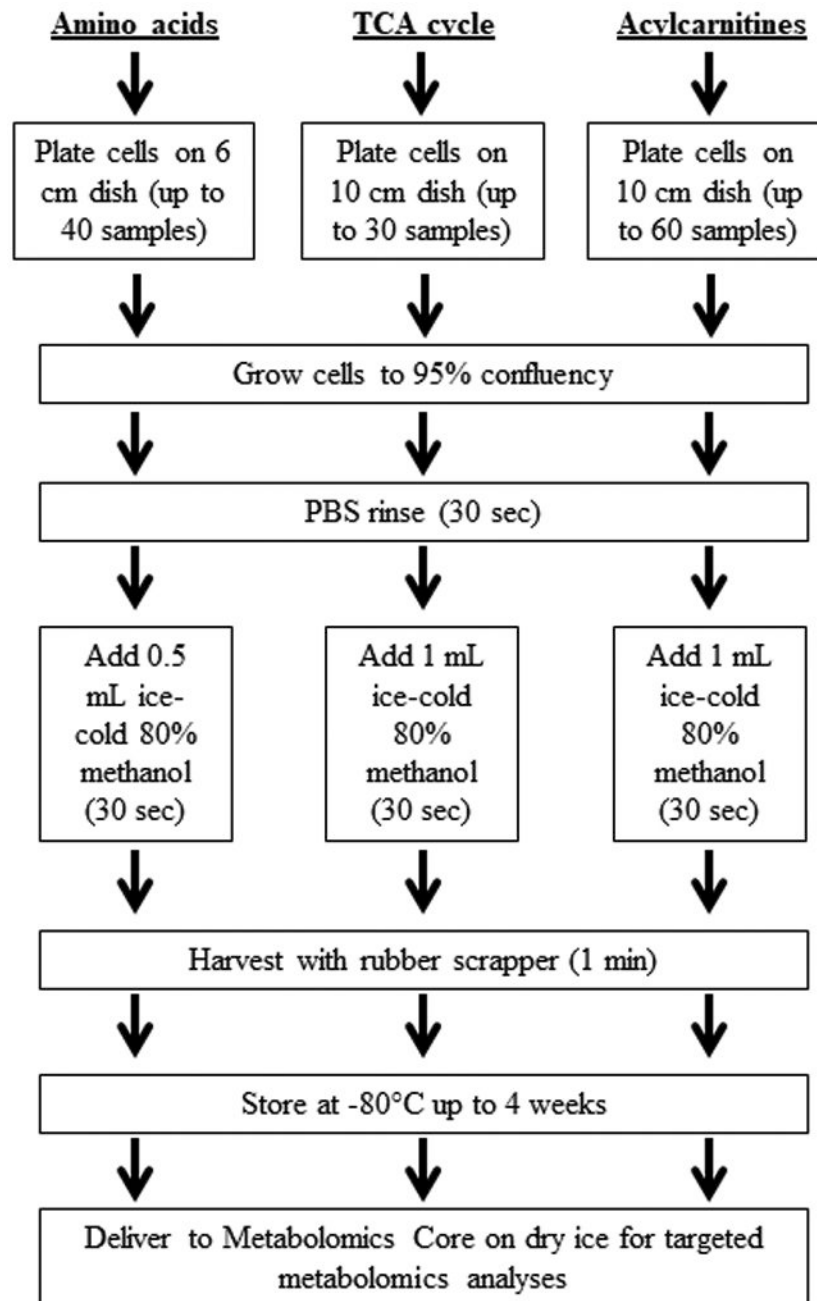 Amino acids
TCA cycle
Acylcarnitines
Plate cells on 6
cm dish (up to
40 samples)
Plate cells on
10 cm dish (up
to 30 samples)
Plate cells on
10 cm dish (up
to 60 samples)
Grow cells to 95% confluency
PBS rinse (30 sec)
Add 0.5
mL ice-
cold 80%
methanol
(30 sec)
Add 1 mL
ice-cold
80%
methanol
(30 sec)
Add 1 mL
ice-cold
80%
methanol
(30 sec)
Harvest with rubber scrapper (1 min)
Store at -80°C up to 4 weeks
Deliver to Metabolomics Core on dry ice for targeted
metabolomics analyses